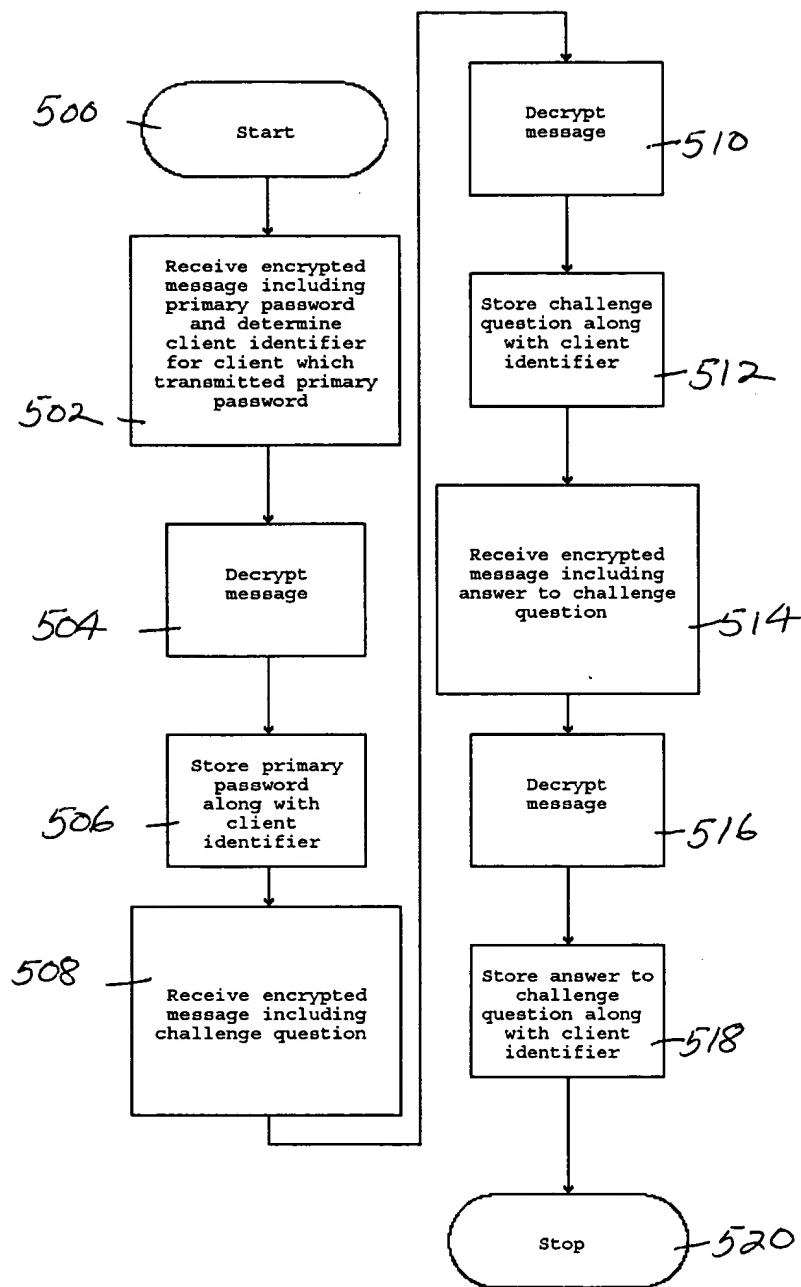 500
Start
Receive encrypted
message including
primary password
and determine
client identifier
for client which
transmitted primary
password
502
Decrypt
message
504
Store primary
password
along with
client
identifier
506
508
Receive encrypted
message including
challenge question
Decrypt
message
510
Store challenge
question along
with client
identifier
512
Receive encrypted
message including
answer to challenge
question
514
Decrypt
message
516
Store answer to
challenge
question along
with client
identifier
518
Stop
520